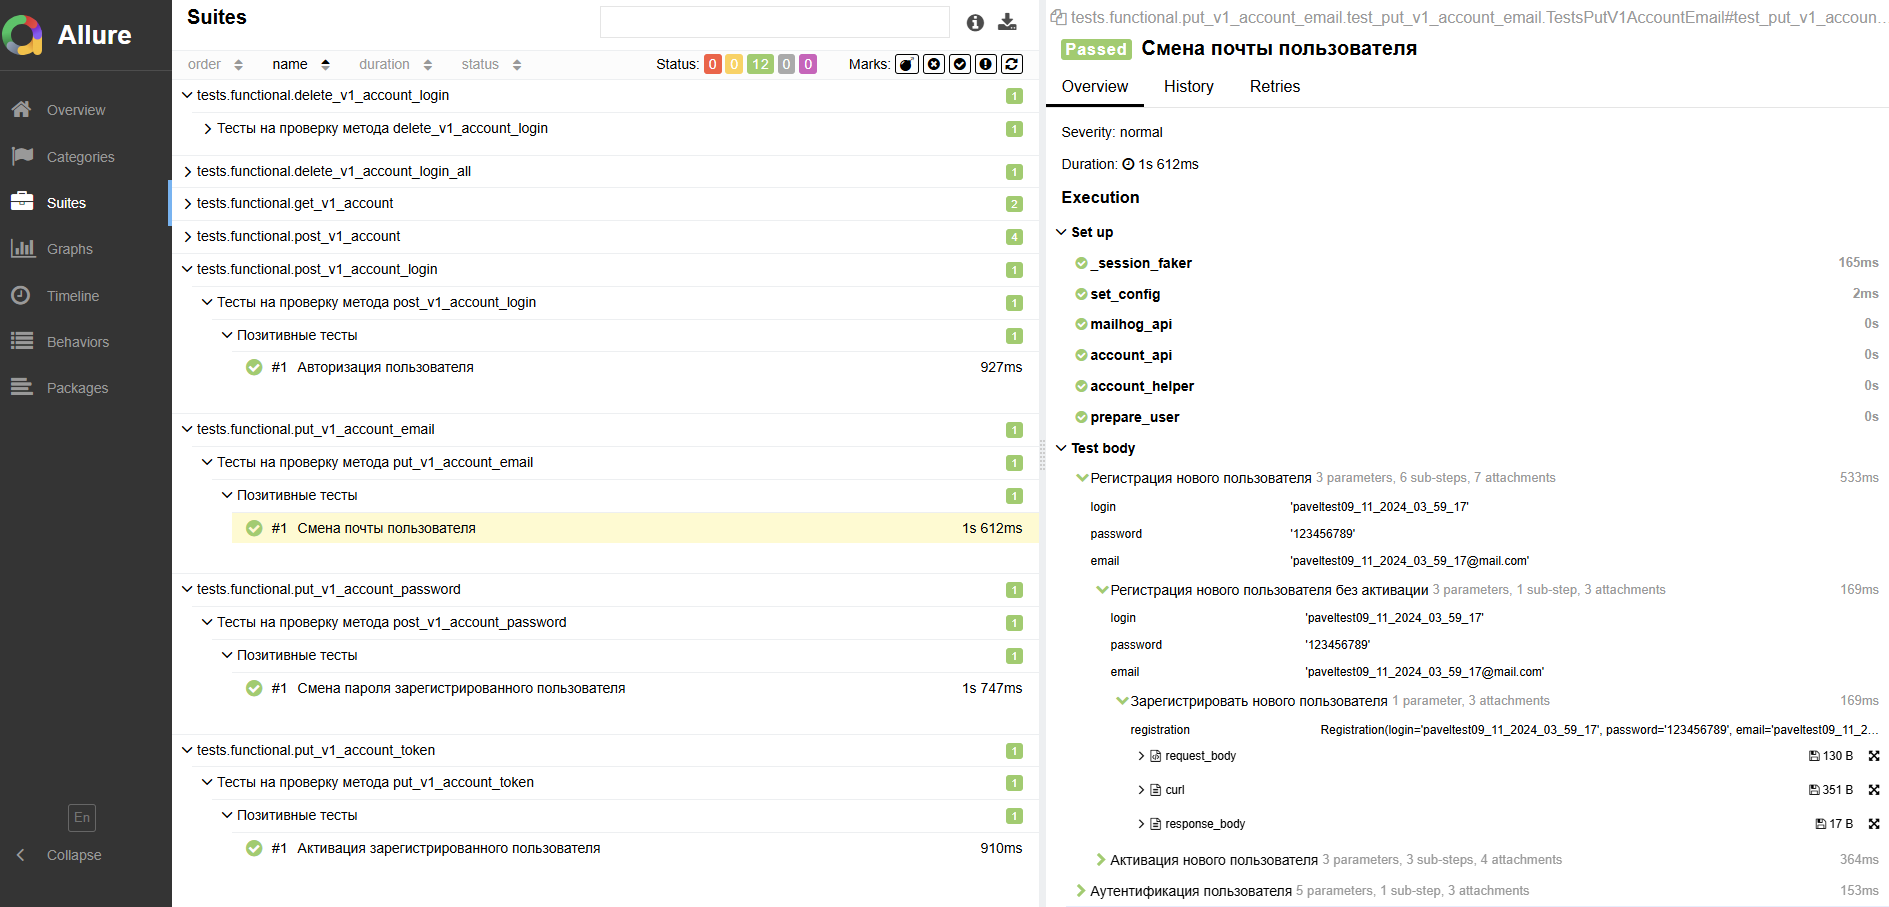 Allure
Overview
Categories
Suites
Graphs
Timeline
Behaviors
Packages
En
Collapse
Suites
order name duration status Status: 0 0 12 0 0 Marks:
tests.functional.delete_v1_account_login 1
Тесты на проверку метода delete_v1_account_login 1
tests.functional.delete_v1_account_login_all 1
tests.functional.get_v1_account 2
tests.functional.post_v1_account 4
tests.functional.post_v1_account_login 1
Тесты на проверку метода post_v1_account_login 1
Позитивные тесты 1
#1 Авторизация пользователя 927ms
tests.functional.put_v1_account_email 1
Тесты на проверку метода put_v1_account_email 1
Позитивные тесты 1
#1 Смена почты пользователя 1s 612ms
tests.functional.put_v1_account_password 1
Тесты на проверку метода post_v1_account_password 1
Позитивные тесты 1
#1 Смена пароля зарегистрированного пользователя 1s 747ms
tests.functional.put_v1_account_token 1
Тесты на проверку метода put_v1_account_token 1
Позитивные тесты 1
#1 Активация зарегистрированного пользователя 910ms
tests.functional.put_v1_account_email.test_put_v1_account_email.TestsPutV1AccountEmail#test_put_v1_accoun...
Passed Смена почты пользователя
Overview History Retries
Severity: normal
Duration: 1s 612ms
Execution
Set up
_session_faker 165ms
set_config 2ms
mailhog_api 0s
account_api 0s
account_helper 0s
prepare_user 0s
Test body
Регистрация нового пользователя 3 parameters, 6 sub-steps, 7 attachments 533ms
login 'paveltest09_11_2024_03_59_17'
password '123456789'
email 'paveltest09_11_2024_03_59_17@mail.com'
Регистрация нового пользователя без активации 3 parameters, 1 sub-step, 3 attachments 169ms
login 'paveltest09_11_2024_03_59_17'
password '123456789'
email 'paveltest09_11_2024_03_59_17@mail.com'
Зарегистрировать нового пользователя 1 parameter, 3 attachments 169ms
registration Registration(login='paveltest09_11_2024_03_59_17', password='123456789', email='paveltest09_11_2...
request_body 130 B
curl 351 B
response_body 17 B
Активация нового пользователя 3 parameters, 3 sub-steps, 4 attachments 364ms
Аутентификация пользователя 5 parameters, 1 sub-step, 3 attachments 153ms